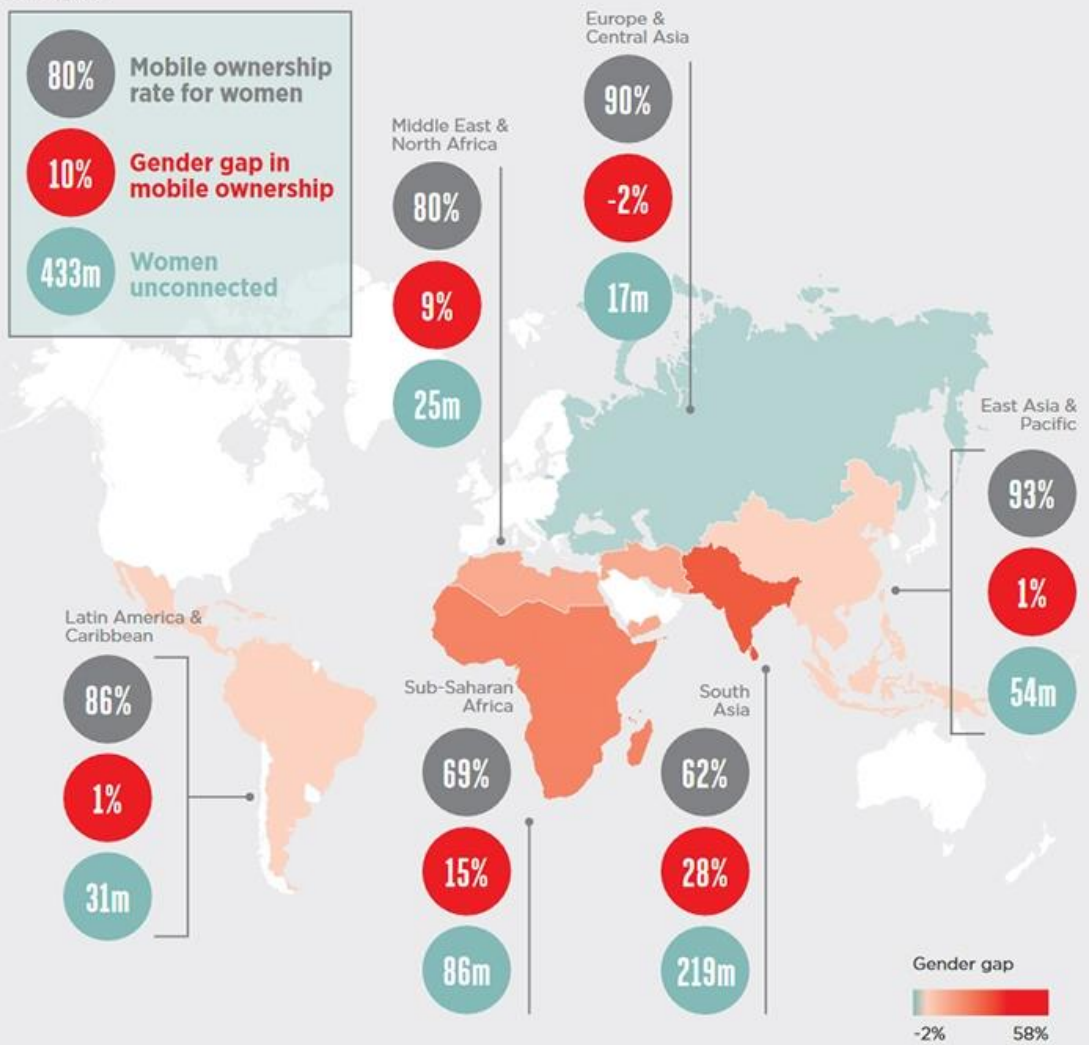 80%
Mobile ownership
rate for women
10%
Gender gap in
mobile ownership
433m
Women
unconnected
Middle East &
North Africa
80%
9%
25m
Europe &
Central Asia
90%
-2%
17m
East Asia &
Pacific
93%
1%
54m
Latin America &
Caribbean
86%
1%
31m
Sub-Saharan
Africa
69%
15%
86m
South
Asia
62%
28%
219m
Gender gap
-2%
58%